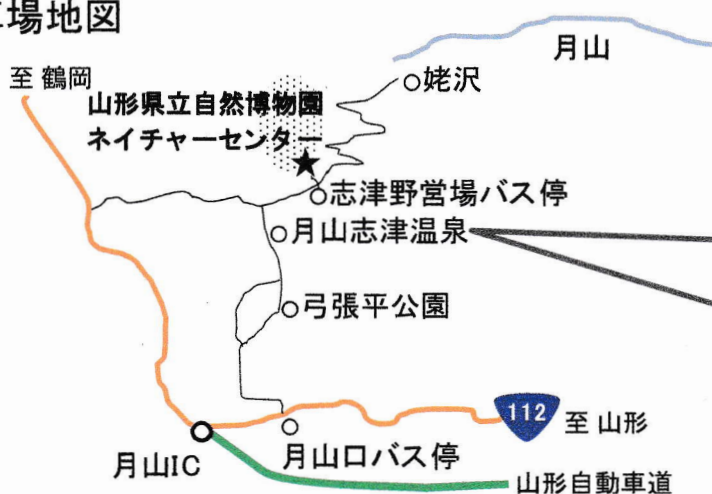 場地図
月山
至 鶴岡
姥沢
山形県立自然博物園
ネイチャーセンター
志津野営場バス停
月山志津温泉
弓張平公園
112
至 山形
月山IC
月山口バス停
山形自動車道